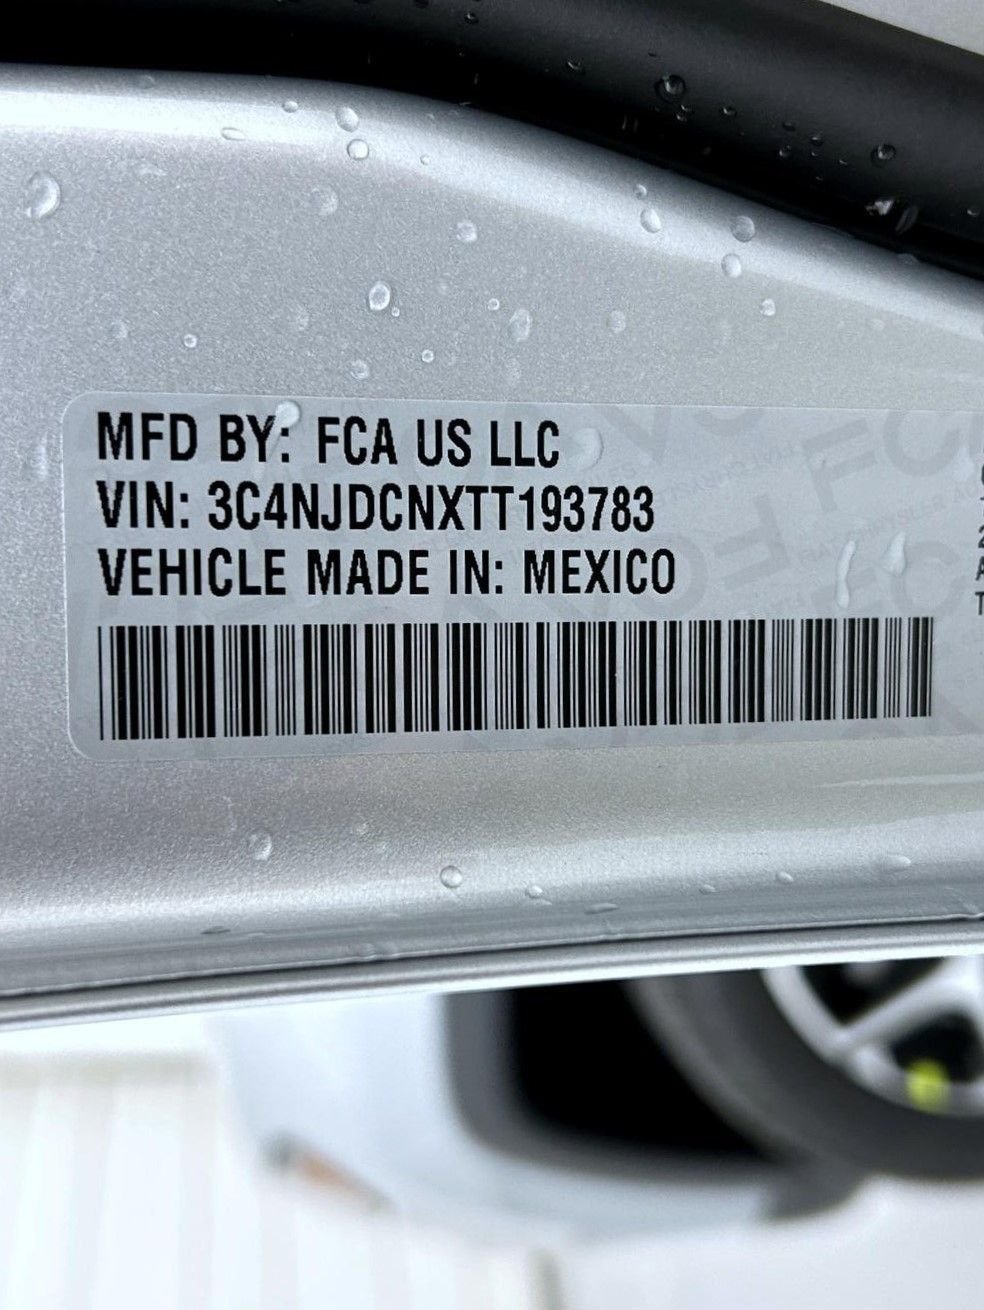 MFD BY: FCA US LLC
VIN: 3C4NJDCNXTT193783
VEHICLE MADE IN: MEXICO